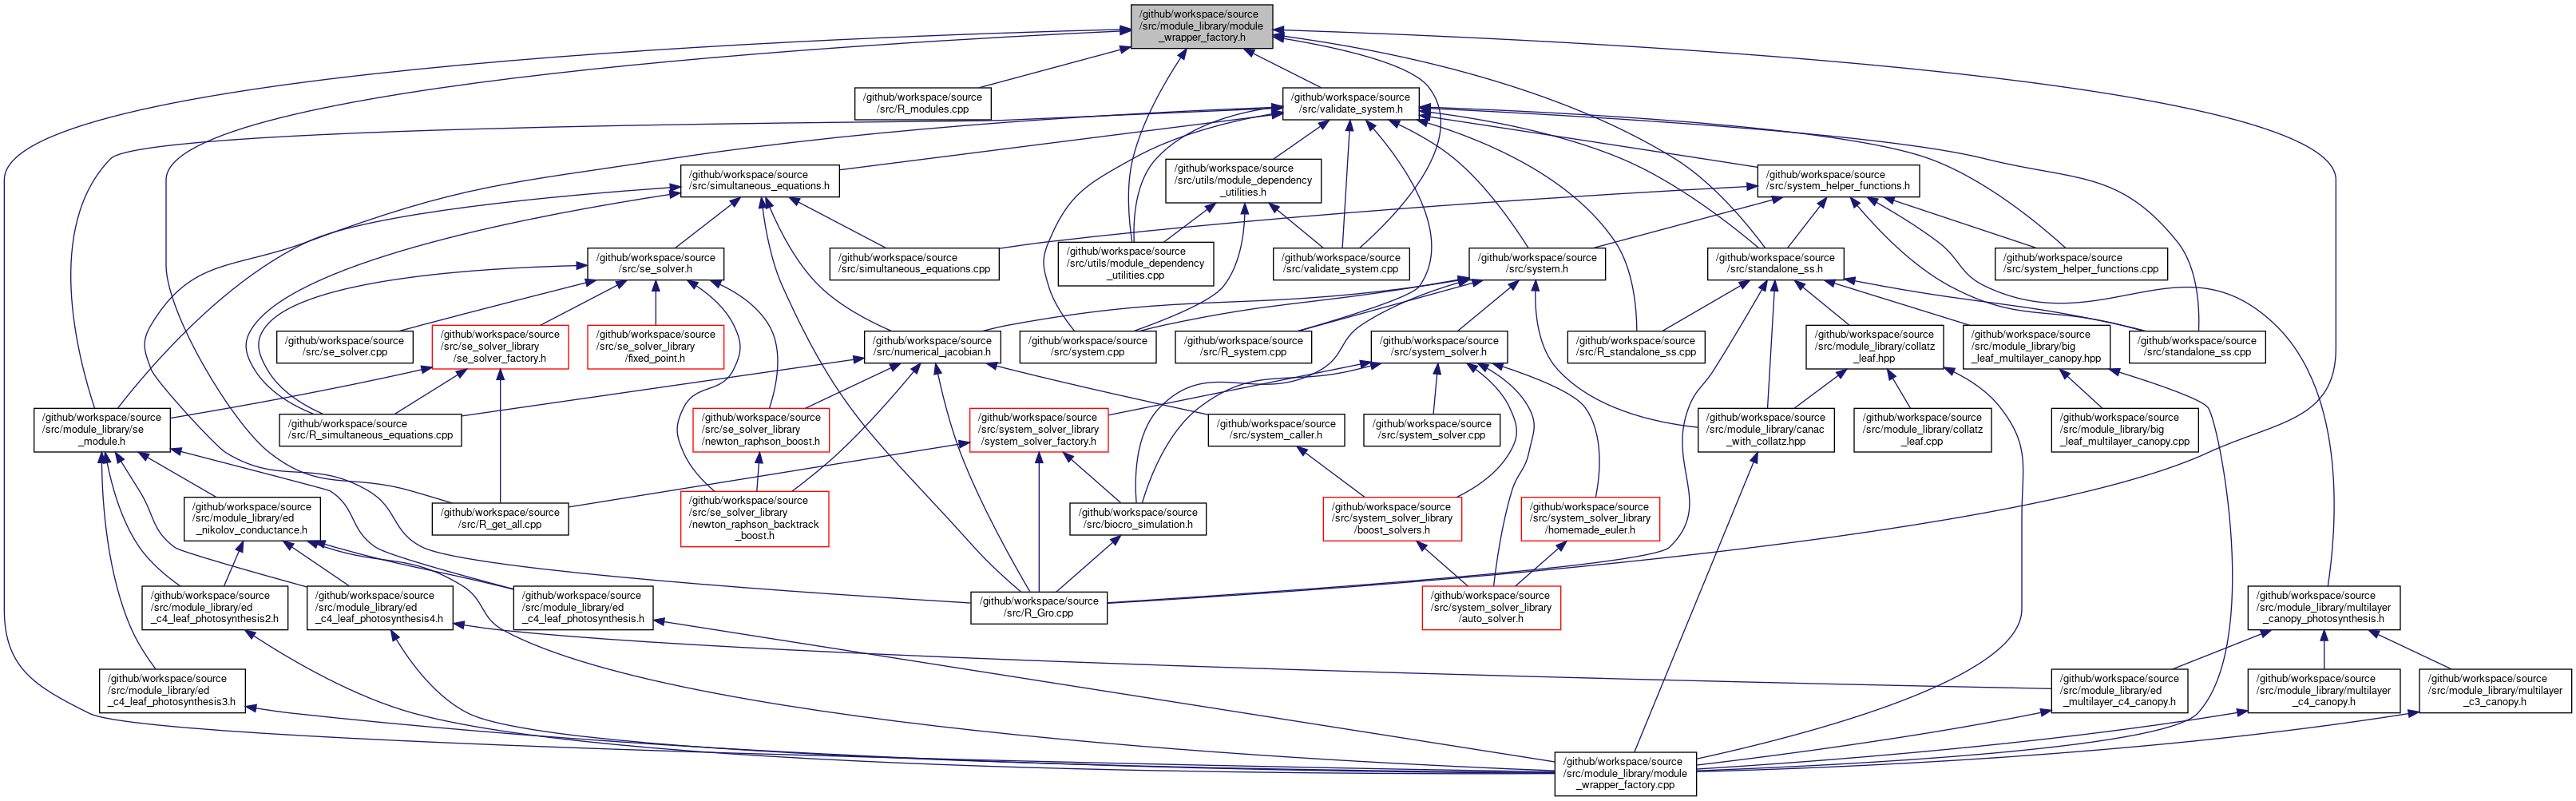 /github/workspace/source
/src/module_library/module
_wrapper_factory.h
/github/workspace/source
/src/R_modules.cpp
/github/workspace/source
/src/validate_system.h
/github/workspace/source
/src/simultaneous_equations.h
/github/workspace/source
/src/utils/module_dependency
_utilities.h
/github/workspace/source
/src/system_helper_functions.h
/github/workspace/source
/src/se_solver.h
/github/workspace/source
/src/simultaneous_equations.cpp
/github/workspace/source
/src/utils/module_dependency
_utilities.cpp
/github/workspace/source
/src/validate_system.cpp
/github/workspace/source
/src/system.h
/github/workspace/source
/src/standalone_ss.h
/github/workspace/source
/src/system_helper_functions.cpp
/github/workspace/source
/src/se_solver.cpp
/github/workspace/source
/src/se_solver_library
/se_solver_factory.h
/github/workspace/source
/src/se_solver_library
/fixed_point.h
/github/workspace/source
/src/numerical_jacobian.h
/github/workspace/source
/src/system.cpp
/github/workspace/source
/src/R_system.cpp
/github/workspace/source
/src/system_solver.h
/github/workspace/source
/src/R_standalone_ss.cpp
/github/workspace/source
/src/module_library/collatz
_leaf.hpp
/github/workspace/source
/src/module_library/big
_leaf_multilayer_canopy.hpp
/github/workspace/source
/src/standalone_ss.cpp
/github/workspace/source
/src/module_library/se
_module.h
/github/workspace/source
/src/R_simultaneous_equations.cpp
/github/workspace/source
/src/se_solver_library
/newton_raphson_boost.h
/github/workspace/source
/src/system_solver_library
/system_solver_factory.h
/github/workspace/source
/src/system_caller.h
/github/workspace/source
/src/system_solver.cpp
/github/workspace/source
/src/module_library/canac
_with_collatz.hpp
/github/workspace/source
/src/module_library/collatz
_leaf.cpp
/github/workspace/source
/src/module_library/big
_leaf_multilayer_canopy.cpp
/github/workspace/source
/src/module_library/ed
_nikolov_conductance.h
/github/workspace/source
/src/R_get_all.cpp
/github/workspace/source
/src/se_solver_library
/newton_raphson_backtrack
_boost.h
/github/workspace/source
/src/biocro_simulation.h
/github/workspace/source
/src/system_solver_library
/boost_solvers.h
/github/workspace/source
/src/system_solver_library
/homemade_euler.h
/github/workspace/source
/src/module_library/ed
_c4_leaf_photosynthesis2.h
/github/workspace/source
/src/module_library/ed
_c4_leaf_photosynthesis4.h
/github/workspace/source
/src/module_library/ed
_c4_leaf_photosynthesis.h
/github/workspace/source
/src/R_Gro.cpp
/github/workspace/source
/src/system_solver_library
/auto_solver.h
/github/workspace/source
/src/module_library/multilayer
_canopy_photosynthesis.h
/github/workspace/source
/src/module_library/ed
_c4_leaf_photosynthesis3.h
/github/workspace/source
/src/module_library/ed
_multilayer_c4_canopy.h
/github/workspace/source
/src/module_library/multilayer
_c4_canopy.h
/github/workspace/source
/src/module_library/multilayer
_c3_canopy.h
/github/workspace/source
/src/module_library/module
_wrapper_factory.cpp